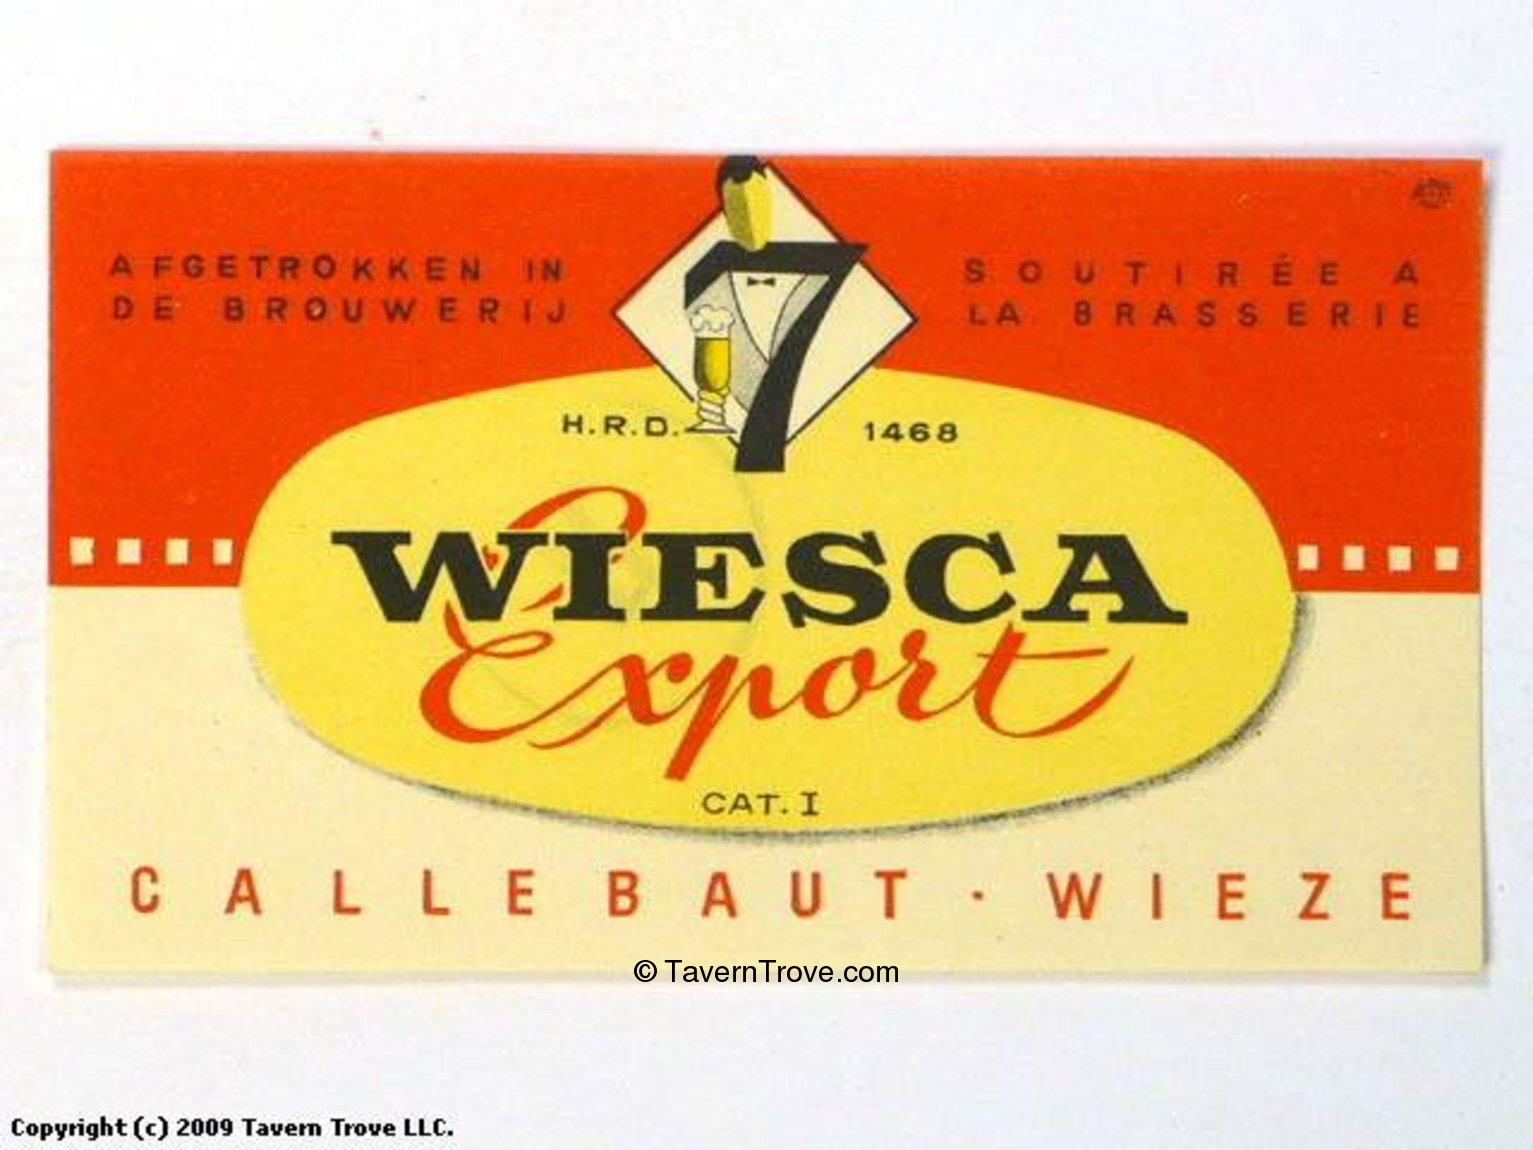 AFGETROKKEN IN
DE BROUWERIJ
SOUTIRÉE A
LA BRASSERIE
7
H.R.D. 1468
WIESCA
Export
CAT. I
CALLEBAUT · WIEZE
© TavernTrove.com
Copyright (c) 2009 Tavern Trove LLC.